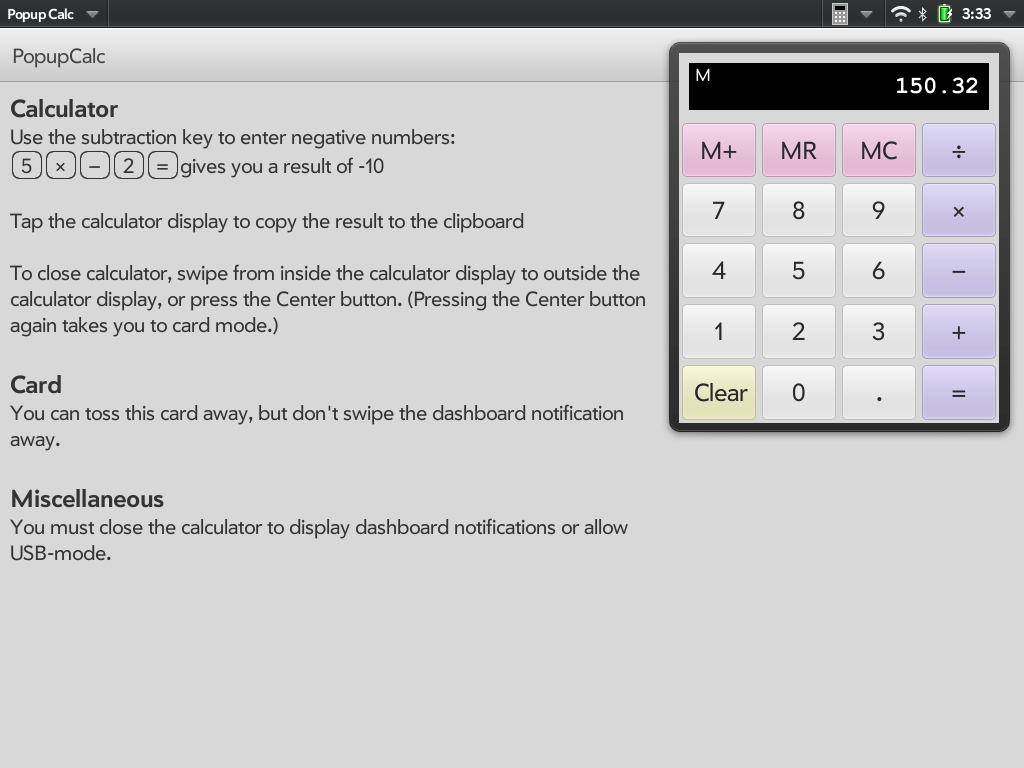 Popup Calc
3:33
PopupCalc
Calculator
Use the subtraction key to enter negative numbers:
5 × − 2 = gives you a result of -10
Tap the calculator display to copy the result to the clipboard
To close calculator, swipe from inside the calculator display to outside the
calculator display, or press the Center button. (Pressing the Center button
again takes you to card mode.)
Card
You can toss this card away, but don't swipe the dashboard notification
away.
Miscellaneous
You must close the calculator to display dashboard notifications or allow
USB-mode.
M
150.32
M+ MR MC ÷
7 8 9 ×
4 5 6 −
1 2 3 +
Clear 0 . =